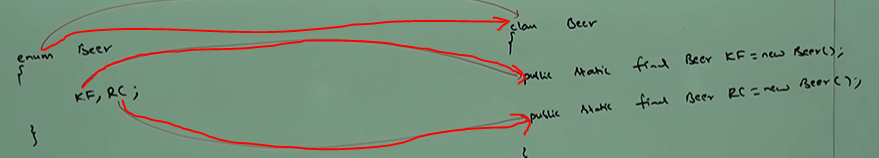 enum Beer
{
KF, RC;
}
class Beer
{
public static final Beer KF = new Beer();
public static final Beer RC = new Beer();
{